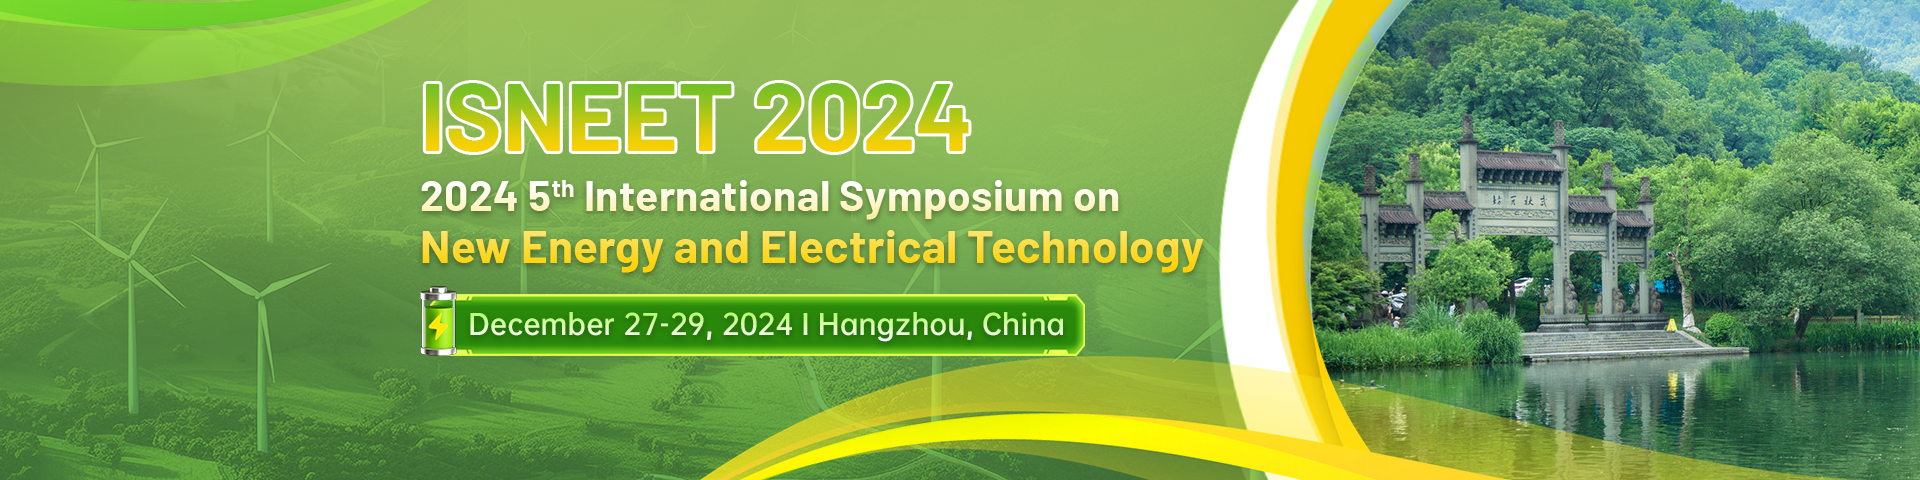 ISNEET 2024
2024 5th International Symposium on
New Energy and Electrical Technology
December 27-29, 2024 I Hangzhou, China